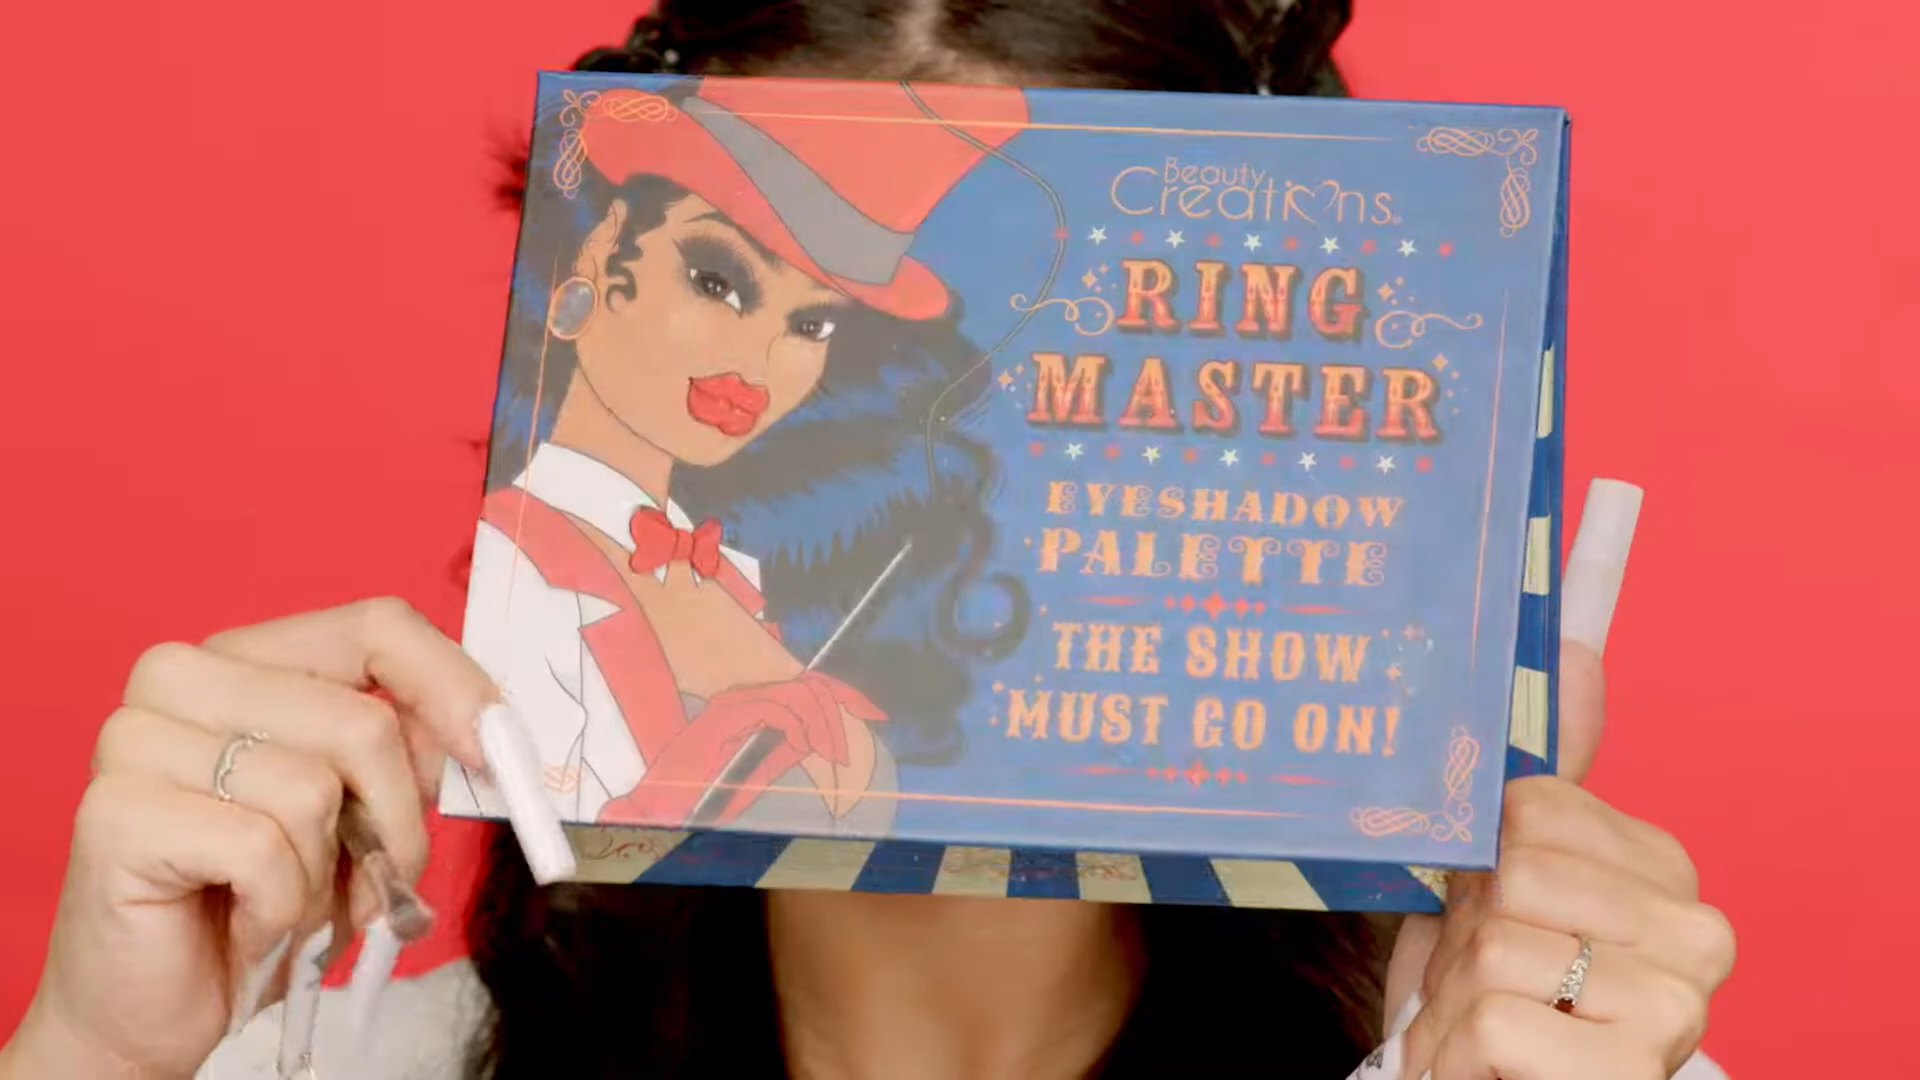 Beauty
Creations
RING
MASTER
EYESHADOW
PALETTE
THE SHOW
MUST GO ON!